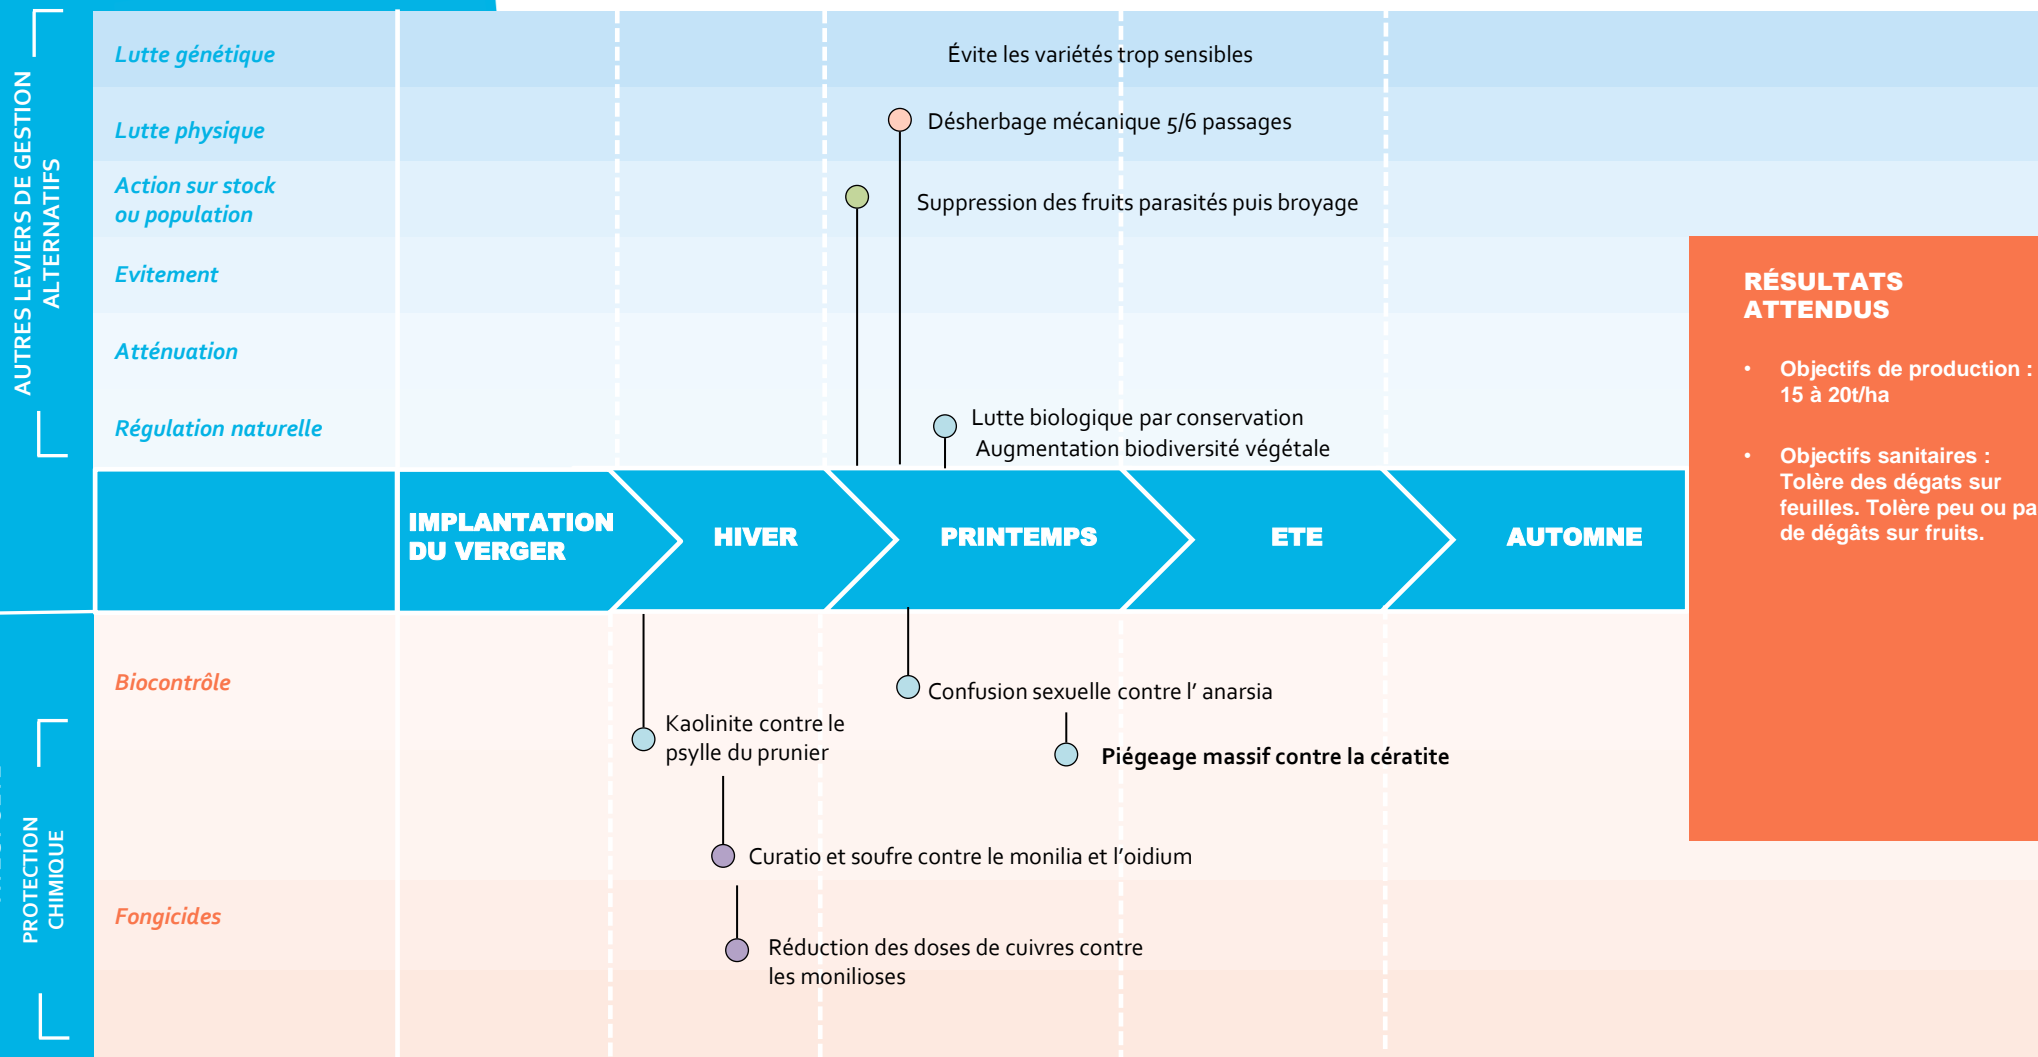 AUTRES LEVIERS DE GESTION
ALTERNATIFS
Lutte génétique
Évite les variétés trop sensibles
Lutte physique
Désherbage mécanique 5/6 passages
Action sur stock
ou population
Suppression des fruits parasités puis broyage
Evitement
Atténuation
Régulation naturelle
Lutte biologique par conservation
Augmentation biodiversité végétale
IMPLANTATION
DU VERGER
HIVER
PRINTEMPS
ETE
AUTOMNE
RÉSULTATS
ATTENDUS
• Objectifs de production :
15 à 20t/ha
• Objectifs sanitaires :
Tolère des dégats sur
feuilles. Tolère peu ou pa
de dégâts sur fruits.
PROTECTION
CHIMIQUE
Biocontrôle
Confusion sexuelle contre l’ anarsia
Kaolinite contre le
psylle du prunier
Piégeage massif contre la cératite
Curatio et soufre contre le monilia et l’oidium
Fongicides
Réduction des doses de cuivres contre
les monilioses